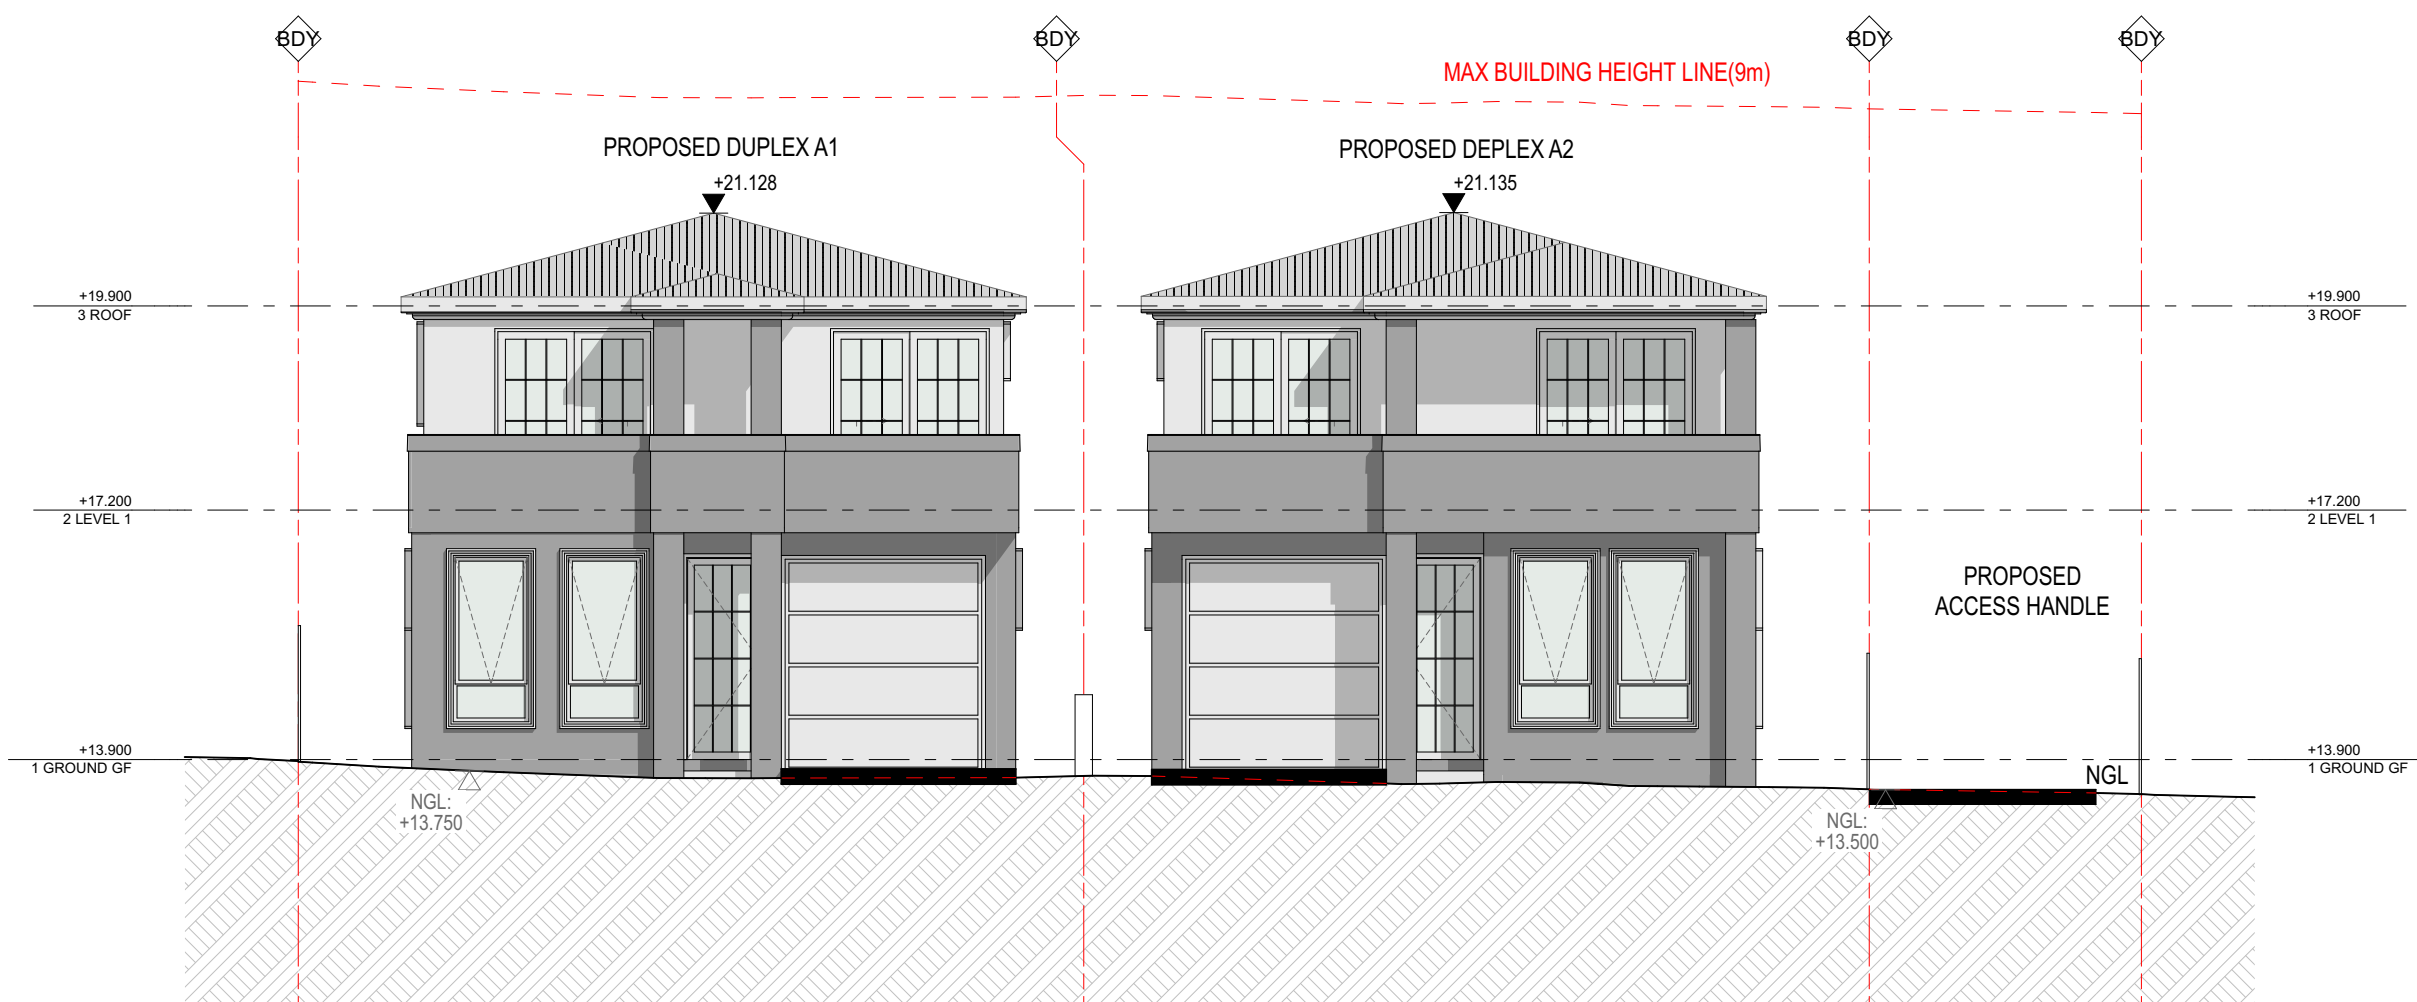 BDY
BDY
BDY
BDY
MAX BUILDING HEIGHT LINE(9m)
PROPOSED DUPLEX A1
+21.128
PROPOSED DEPLEX A2
+21.135
+19.900
3 ROOF
+19.900
3 ROOF
+17.200
2 LEVEL 1
+17.200
2 LEVEL 1
PROPOSED
ACCESS HANDLE
+13.900
1 GROUND GF
+13.900
1 GROUND GF
NGL
NGL:
+13.750
NGL:
+13.500